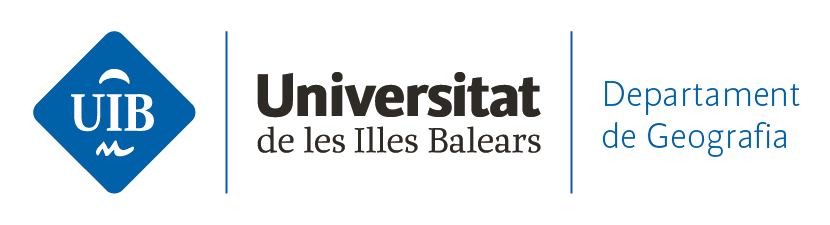 UIB
Universitat
de les Illes Balears
Departament
de Geografia